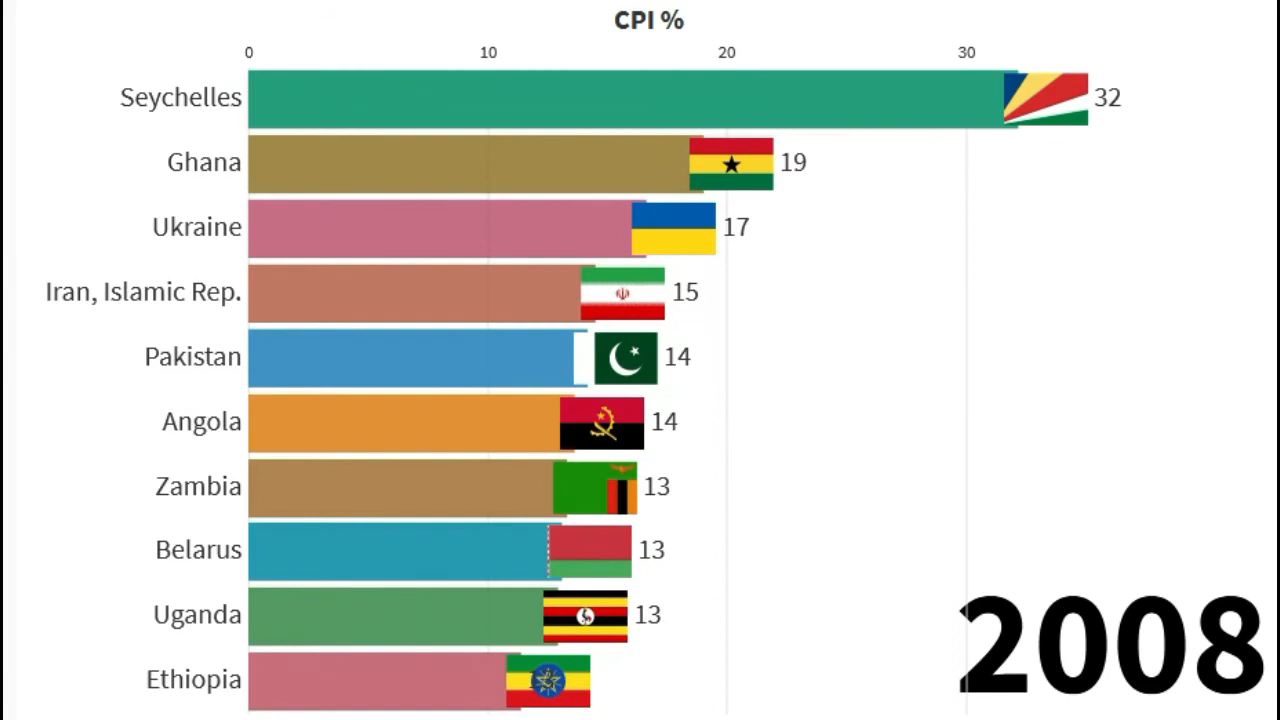 CPI %
0 10 20 30
Seychelles 32
Ghana 19
Ukraine 17
Iran, Islamic Rep. 15
Pakistan 14
Angola 14
Zambia 13
Belarus 13
Uganda 13
Ethiopia
2008